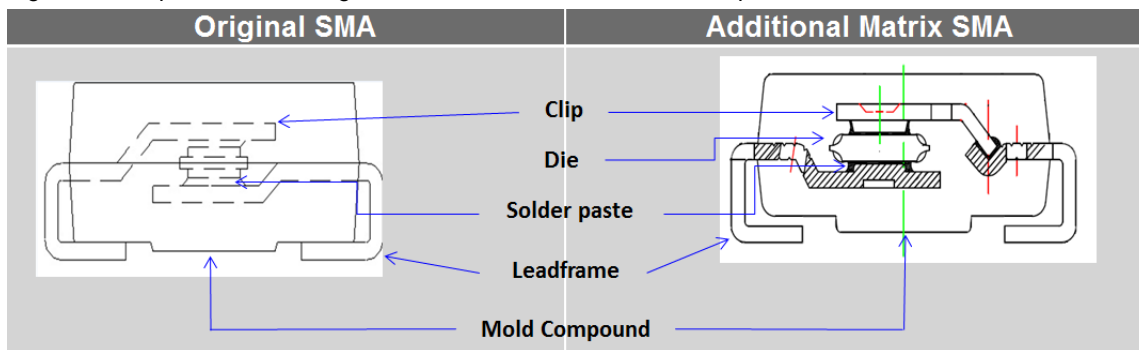 Original SMA
Additional Matrix SMA
Clip
Die
Solder paste
Leadframe
Mold Compound